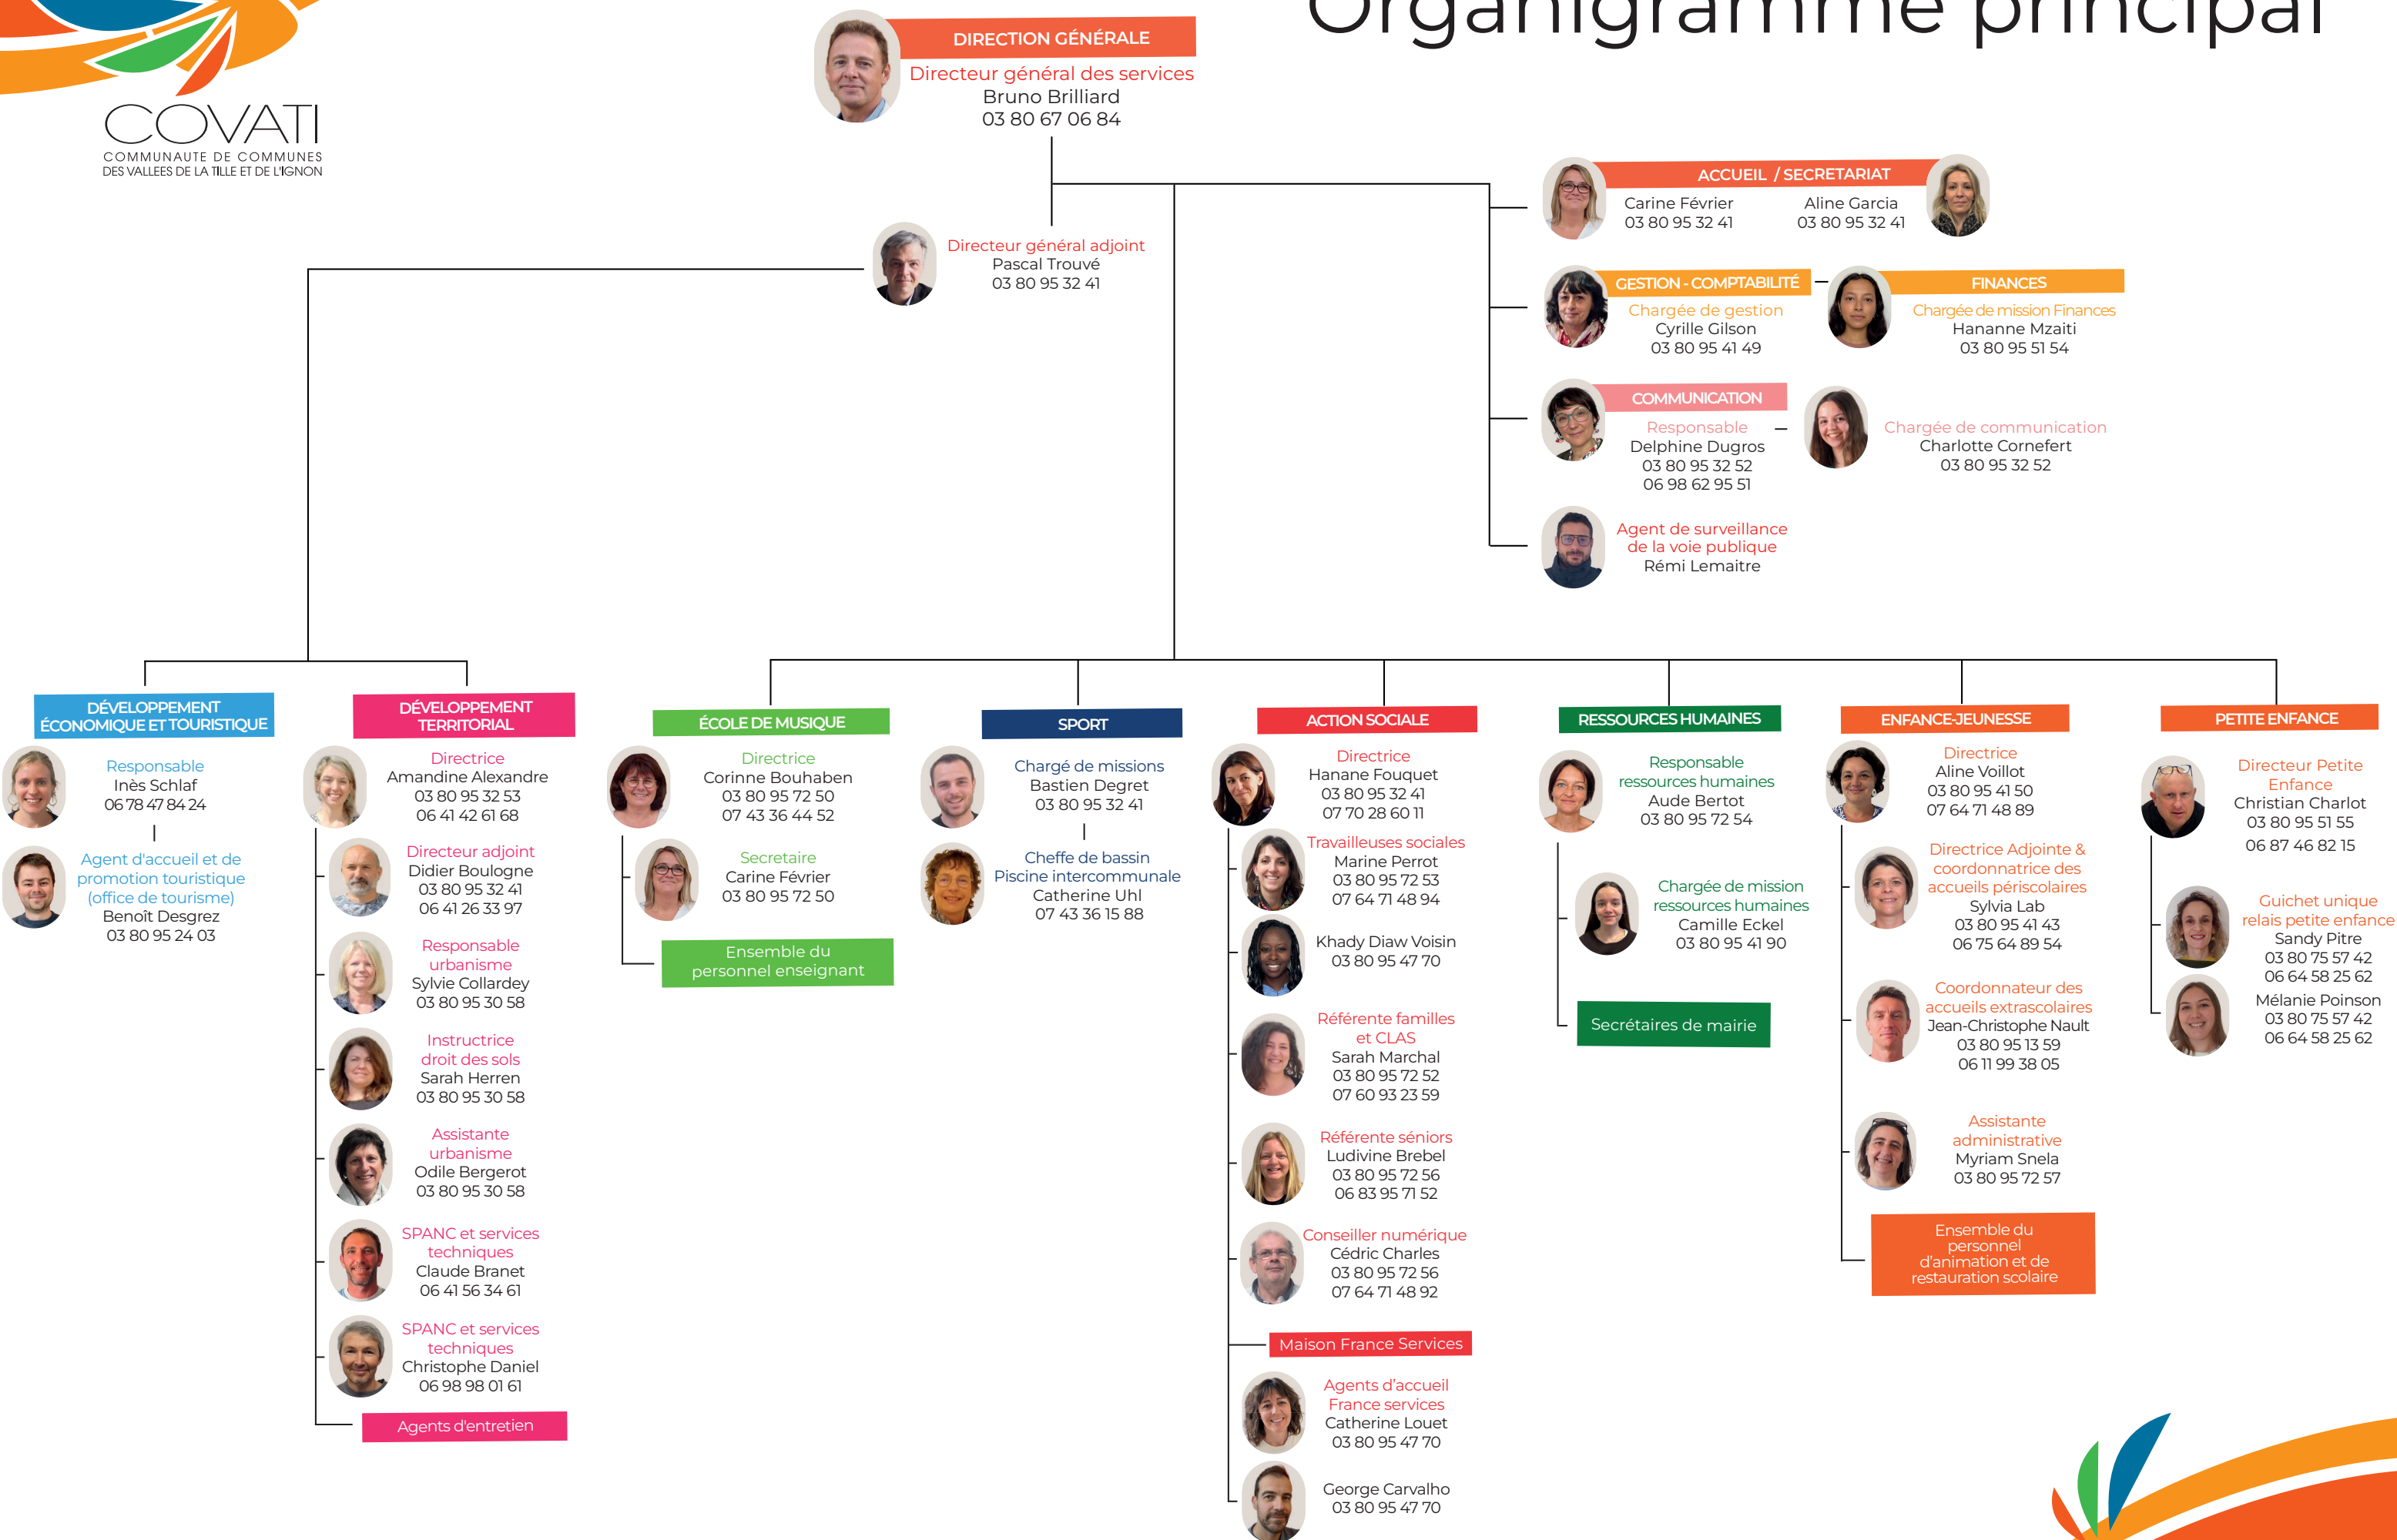 Organigramme principal
COVATI
COMMUNAUTE DE COMMUNES
DES VALLEES DE LA TILLE ET DE L'IGNON
DIRECTION GÉNÉRALE
Directeur général des services
Bruno Brilliard
03 80 67 06 84
Directeur général adjoint
Pascal Trouvé
03 80 95 32 41
ACCUEIL / SECRETARIAT
Carine Février
03 80 95 32 41
Aline Garcia
03 80 95 32 41
GESTION - COMPTABILITÉ
Chargée de gestion
Cyrille Gilson
03 80 95 41 49
FINANCES
Chargée de mission Finances
Hananne Mzaiti
03 80 95 51 54
COMMUNICATION
Responsable
Delphine Dugros
03 80 95 32 52
06 98 62 95 51
Chargée de communication
Charlotte Cornefert
03 80 95 32 52
Agent de surveillance
de la voie publique
Rémi Lemaitre
DÉVELOPPEMENT
ÉCONOMIQUE ET TOURISTIQUE
Responsable
Inès Schlaf
06 78 47 84 24
Agent d'accueil et de
promotion touristique
(office de tourisme)
Benoît Desgrez
03 80 95 24 03
DÉVELOPPEMENT
TERRITORIAL
Directrice
Amandine Alexandre
03 80 95 32 53
06 41 42 61 68
Directeur adjoint
Didier Boulogne
03 80 95 32 41
06 41 26 33 97
Responsable
urbanisme
Sylvie Collardey
03 80 95 30 58
Instructrice
droit des sols
Sarah Herren
03 80 95 30 58
Assistante
urbanisme
Odile Bergerot
03 80 95 30 58
SPANC et services
techniques
Claude Branet
06 41 56 34 61
SPANC et services
techniques
Christophe Daniel
06 98 98 01 61
Agents d'entretien
ÉCOLE DE MUSIQUE
Directrice
Corinne Bouhaben
03 80 95 72 50
07 43 36 44 52
Secretaire
Carine Février
03 80 95 72 50
Ensemble du
personnel enseignant
SPORT
Chargé de missions
Bastien Degret
03 80 95 32 41
Cheffe de bassin
Piscine intercommunale
Catherine Uhl
07 43 36 15 88
ACTION SOCIALE
Directrice
Hanane Fouquet
03 80 95 32 41
07 70 28 60 11
Travailleuses sociales
Marine Perrot
03 80 95 72 53
07 64 71 48 94
Khady Diaw Voisin
03 80 95 47 70
Référente familles
et CLAS
Sarah Marchal
03 80 95 72 52
07 60 93 23 59
Référente séniors
Ludivine Brebel
03 80 95 72 56
06 83 95 71 52
Conseiller numérique
Cédric Charles
03 80 95 72 56
07 64 71 48 92
Maison France Services
Agents d’accueil
France services
Catherine Louet
03 80 95 47 70
George Carvalho
03 80 95 47 70
RESSOURCES HUMAINES
Responsable
ressources humaines
Aude Bertot
03 80 95 72 54
Chargée de mission
ressources humaines
Camille Eckel
03 80 95 41 90
Secrétaires de mairie
ENFANCE-JEUNESSE
Directrice
Aline Voillot
03 80 95 41 50
07 64 71 48 89
Directrice Adjointe &
coordonnatrice des
accueils périscolaires
Sylvia Lab
03 80 95 41 43
06 75 64 89 54
Coordonnateur des
accueils extrascolaires
Jean-Christophe Nault
03 80 95 13 59
06 11 99 38 05
Assistante
administrative
Myriam Snela
03 80 95 72 57
Ensemble du
personnel
d’animation et de
restauration scolaire
PETITE ENFANCE
Directeur Petite
Enfance
Christian Charlot
03 80 95 51 55
06 87 46 82 15
Guichet unique
relais petite enfance
Sandy Pitre
03 80 75 57 42
06 64 58 25 62
Mélanie Poinson
03 80 75 57 42
06 64 58 25 62